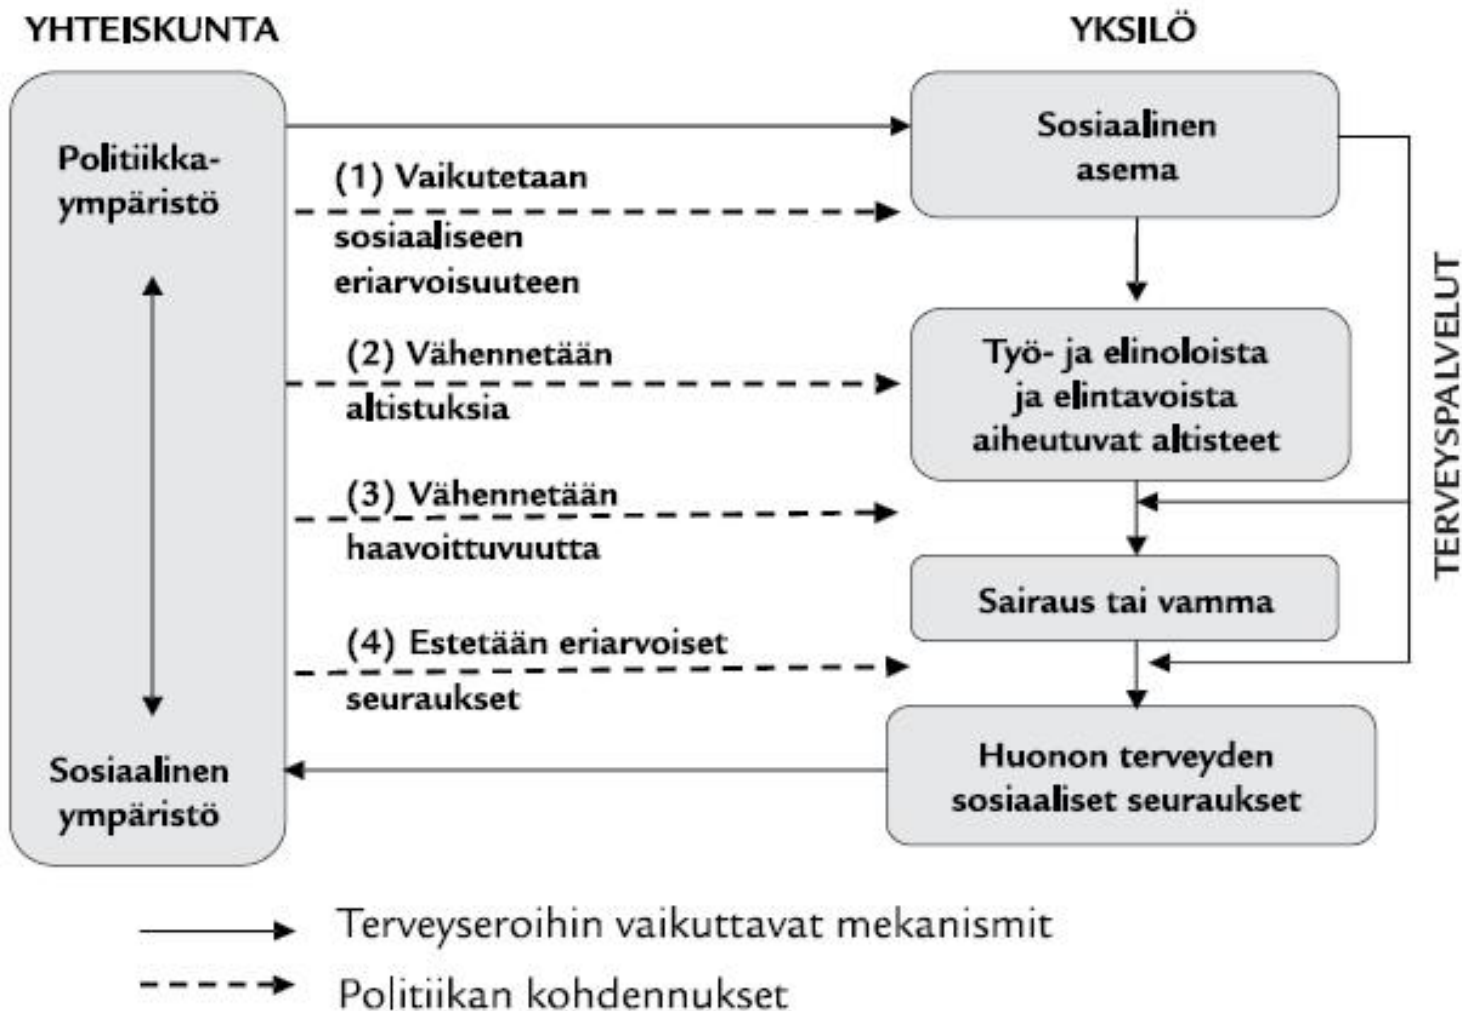 YHTEISKUNTA
YKSILÖ
Politiikka-
ympäristö
Sosiaalinen
ympäristö
(1) Vaikutetaan
sosiaaliseen
eriarvoisuuteen
(2) Vähennetään
altistuksia
(3) Vähennetään
haavoittuvuutta
(4) Estetään eriarvoiset
seuraukset
Sosiaalinen
asema
Työ- ja elinoloista
ja elintavoista
aiheutuvat altisteet
Sairaus tai vamma
Huonon terveyden
sosiaaliset seuraukset
TERVEYSPALVELUT
Terveyseroihin vaikuttavat mekanismit
Politiikan kohdennukset